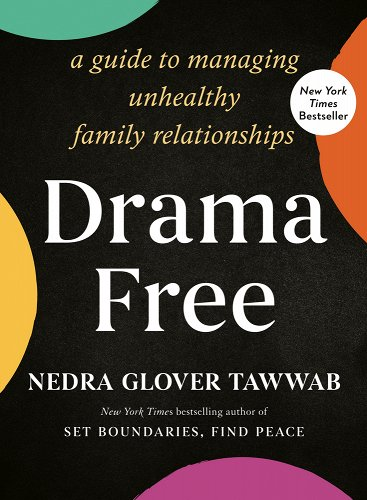 a guide to managing
unhealthy
family relationships
New York
Times
Bestseller
Drama
Free
NEDRA GLOVER TAWWAB
New York Times bestselling author of
SET BOUNDARIES, FIND PEACE